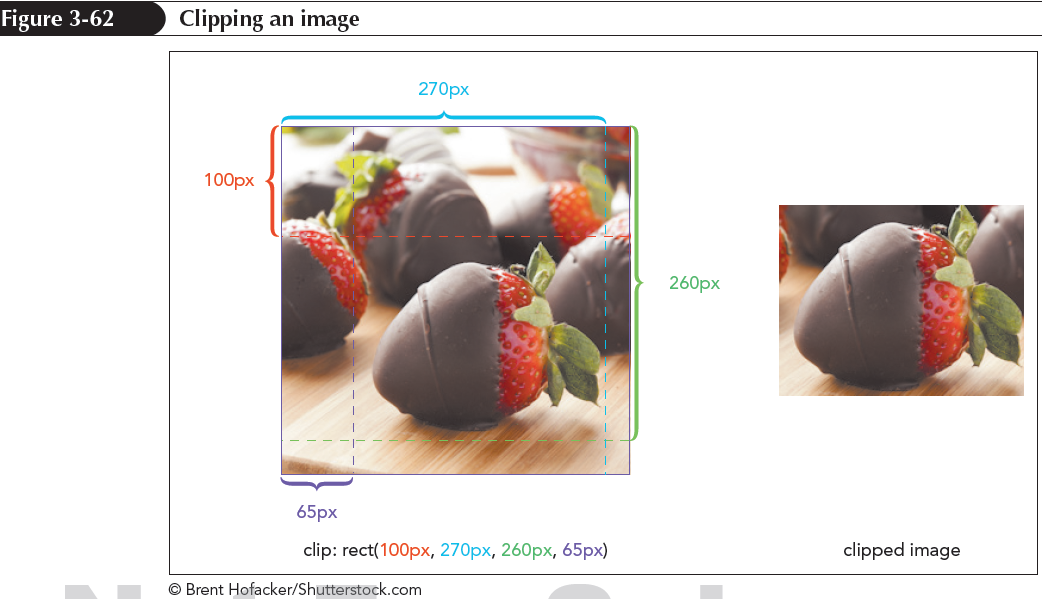 Figure 3-62 Clipping an image
270px
100px
260px
65px
clip: rect(100px, 270px, 260px, 65px)
clipped image
© Brent Hofacker/Shutterstock.com